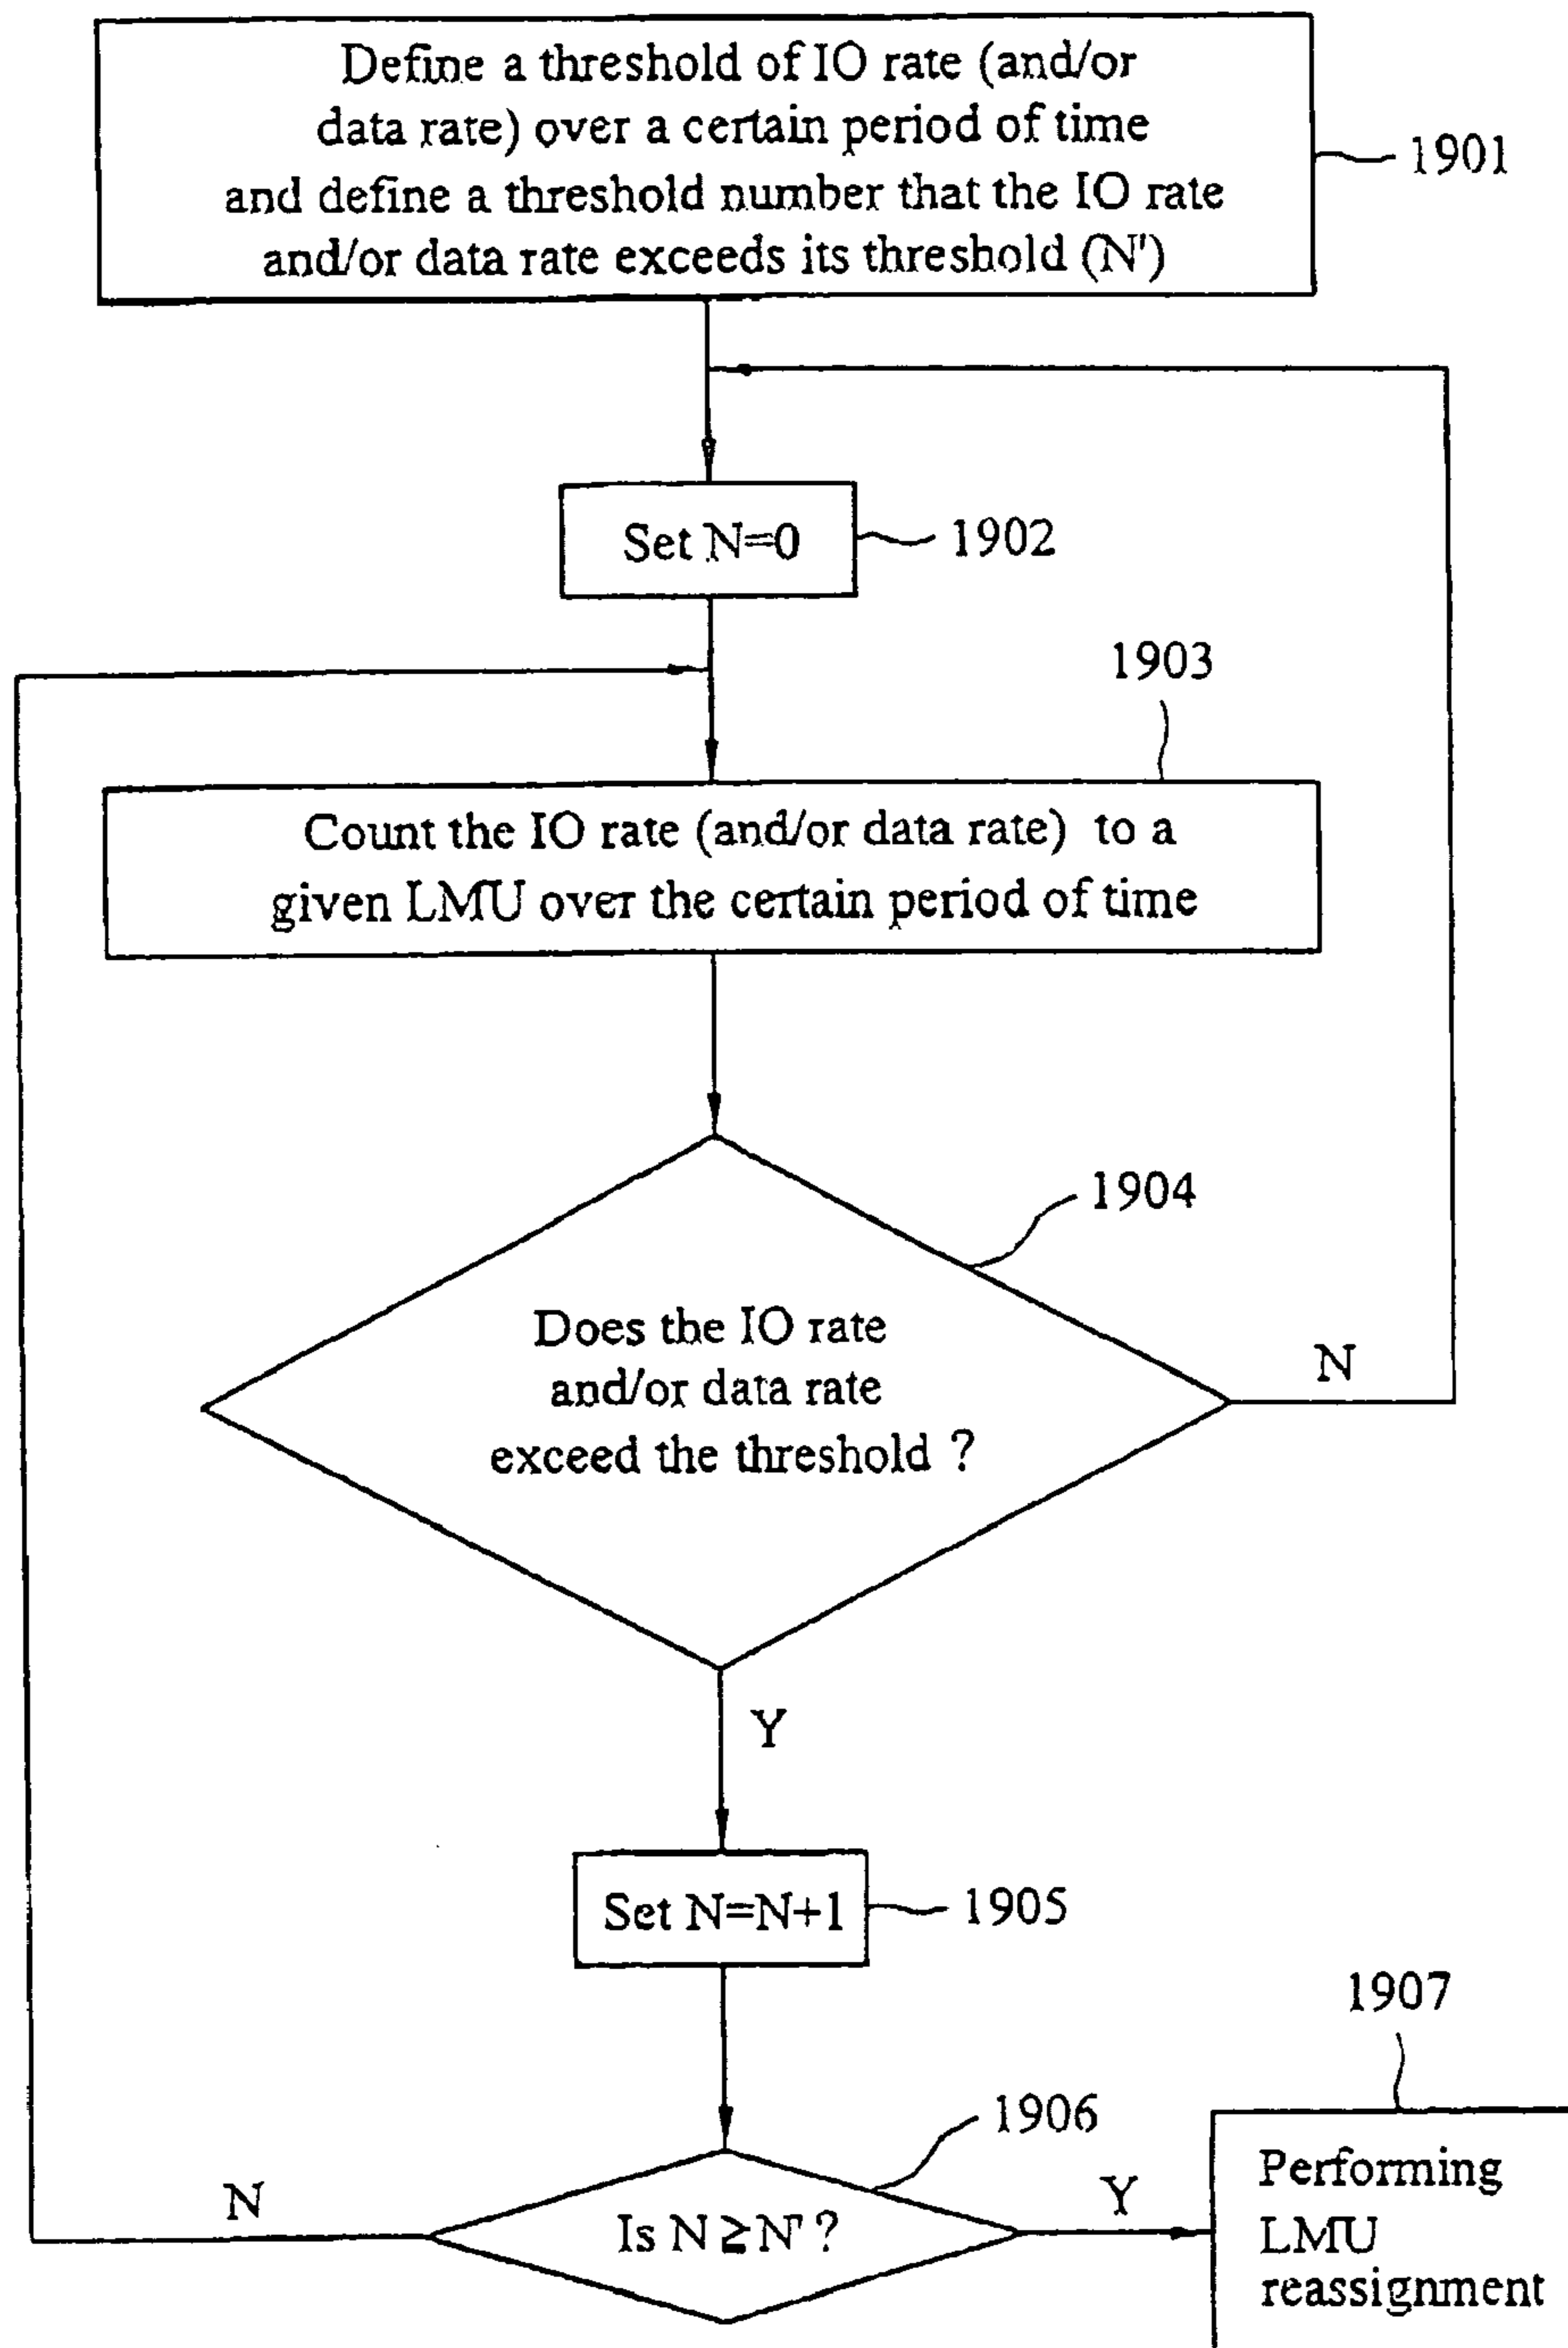 Define a threshold of IO rate (and/or
data rate) over a certain period of time
and define a threshold number that the IO rate
and/or data rate exceeds its threshold (N')
1901
Set N=0
1902
1903
Count the IO rate (and/or data rate) to a
given LMU over the certain period of time
1904
Does the IO rate
and/or data rate
exceed the threshold ?
N
Y
Set N=N+1
1905
1907
1906
N
Is N≧N' ?
Y
Performing
LMU
reassignment